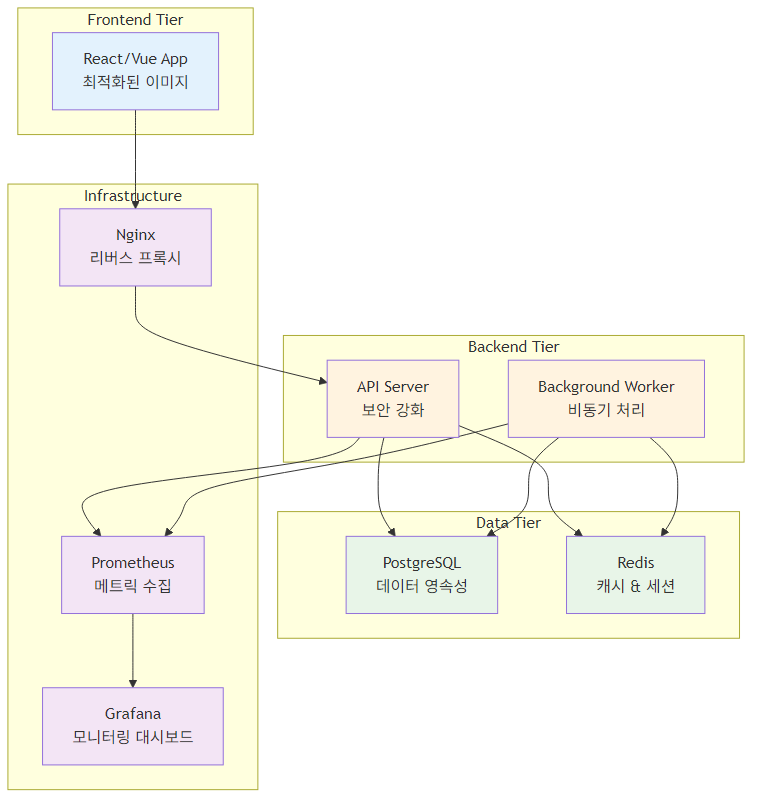 Frontend Tier
React/Vue App
최적화된 이미지
Infrastructure
Nginx
리버스 프록시
Backend Tier
API Server
보안 강화
Background Worker
비동기 처리
Data Tier
Prometheus
메트릭 수집
PostgreSQL
데이터 영속성
Redis
캐시 & 세션
Grafana
모니터링 대시보드